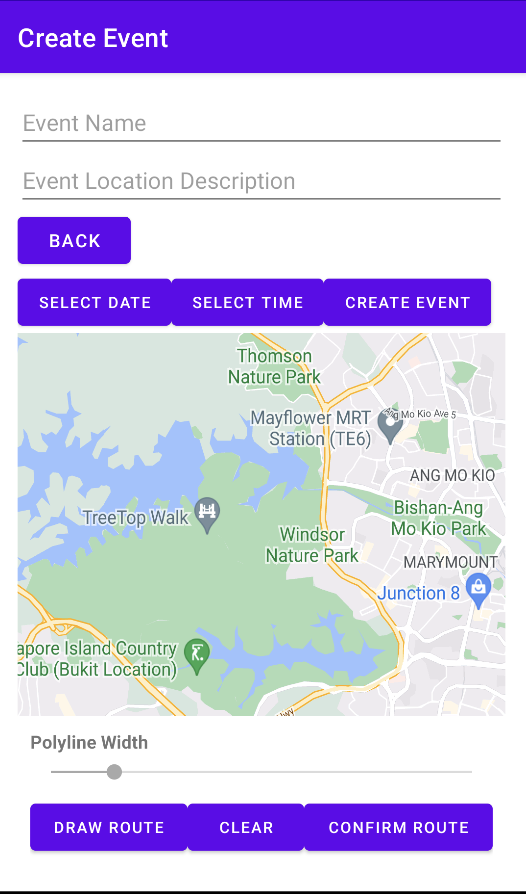 Create Event
Event Name
Event Location Description
BACK
SELECT DATE
SELECT TIME
CREATE EVENT
Thomson
Nature Park
Mayflower MRT
Station (TE6)
Ang Mo Kio Ave 5
ANG MO KIO
TreeTop Walk
Bishan-Ang
Mo Kio Park
Windsor
Nature Park
MARYMOUNT
Junction 8
apore Island Country
Club (Bukit Location)
Polyline Width
DRAW ROUTE
CLEAR
CONFIRM ROUTE